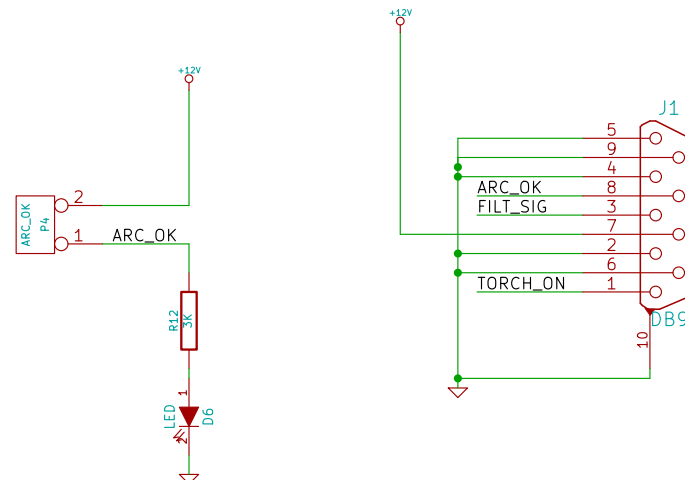 +12V
+12V
J1
5
9
4
ARC_OK
8
FILT_SIG
3
7
2
6
TORCH_ON
1
DB9
10
ARC_OK
P4
2
1
ARC_OK
R12
3K
1
LED
D6
2